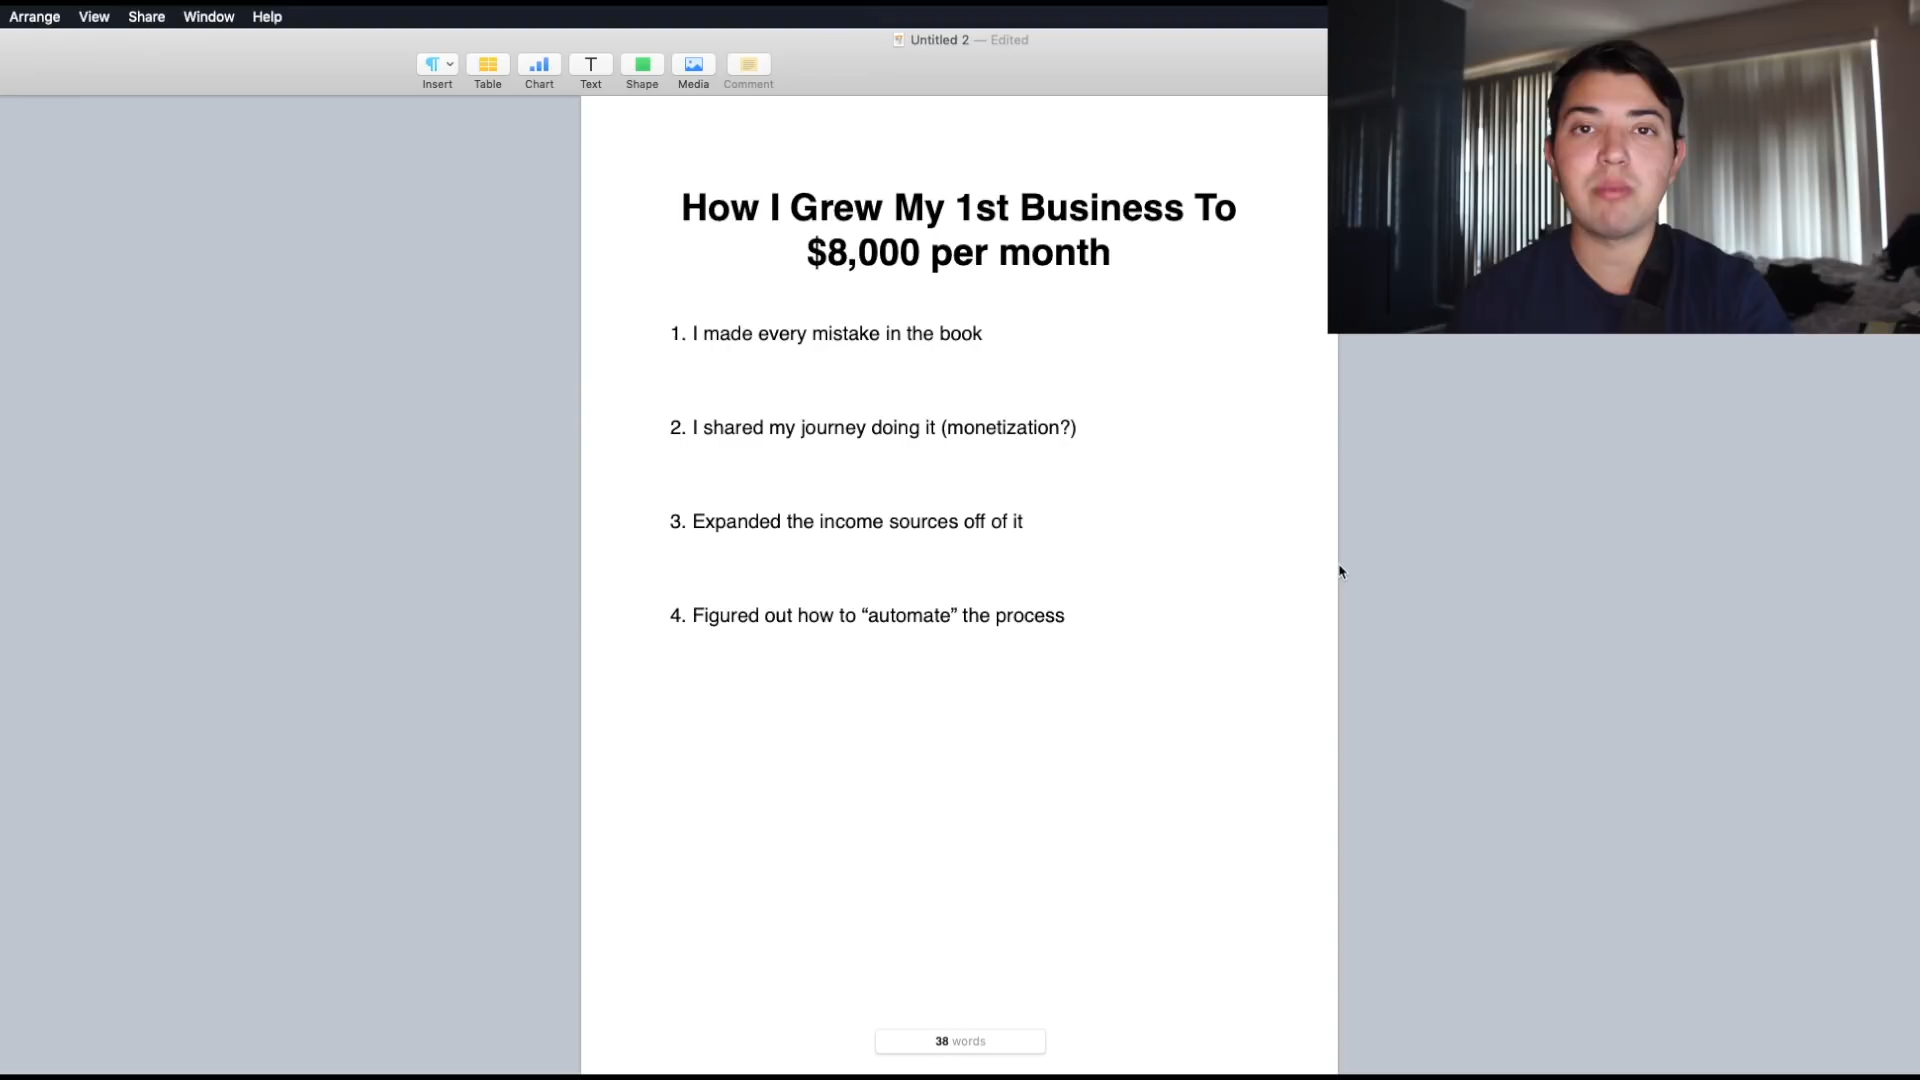 Arrange View Share Window Help
Untitled 2 — Edited
Insert Table Chart Text Shape Media Comment
How I Grew My 1st Business To
$8,000 per month
1. I made every mistake in the book
2. I shared my journey doing it (monetization?)
3. Expanded the income sources off of it
4. Figured out how to “automate” the process
38 words